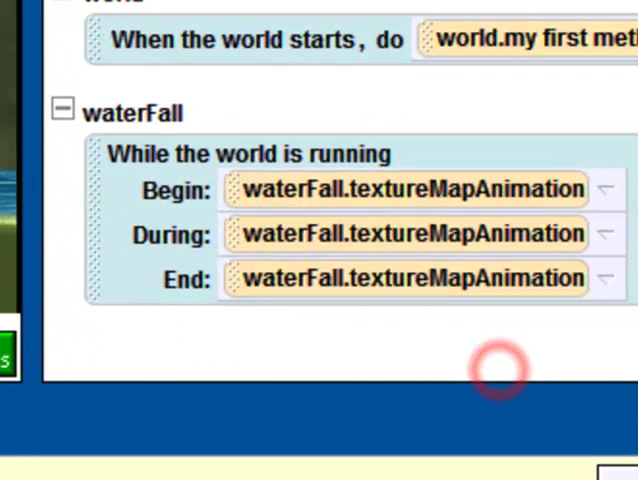 When the world starts, do world.my first
waterFall
While the world is running
Begin: waterFall.textureMapAnimation
During: waterFall.textureMapAnimation
End: waterFall.textureMapAnimation
s